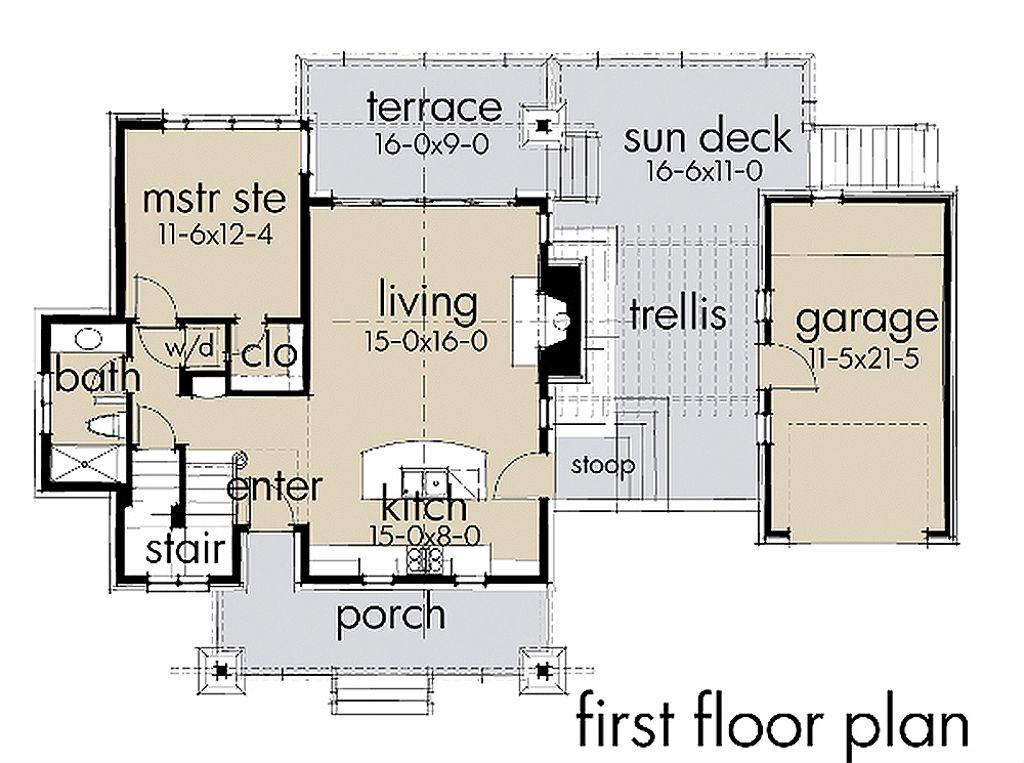 terrace
16-0x9-0
sun deck
16-6x11-0
mstr ste
11-6x12-4
living
15-0x16-0
trellis
garage
11-5x21-5
w/d
clo
bath
stoop
enter
kitch
15-0x8-0
stair
porch
first floor plan